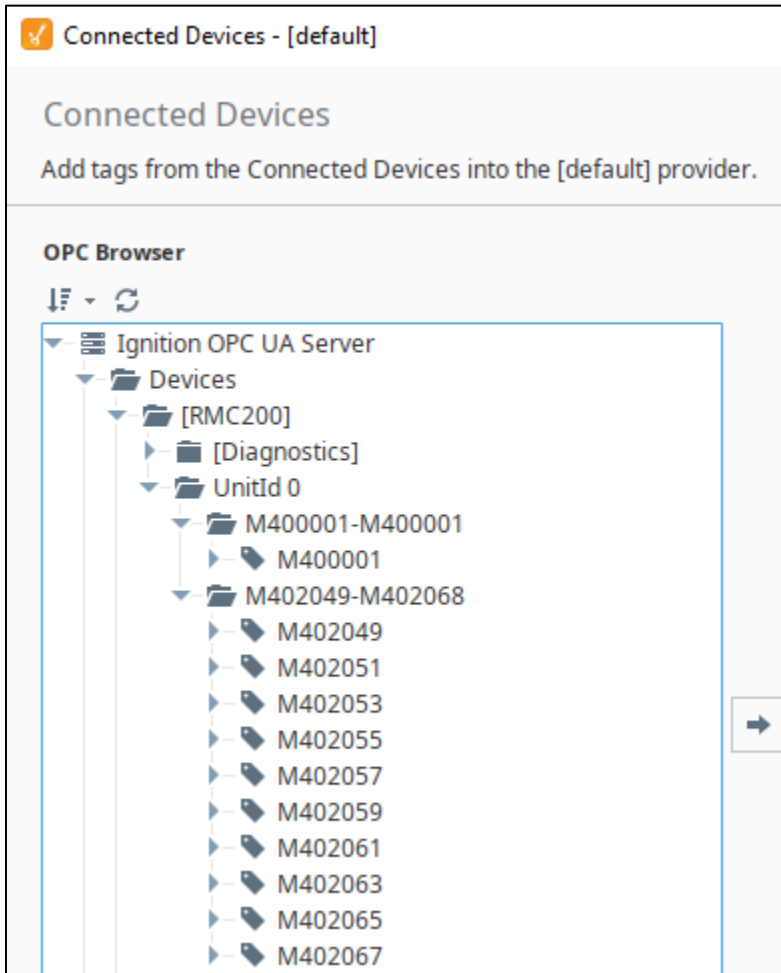 Connected Devices - [default]
Connected Devices
Add tags from the Connected Devices into the [default] provider.
OPC Browser
Ignition OPC UA Server
Devices
[RMC200]
[Diagnostics]
UnitId 0
M400001-M400001
M400001
M402049-M402068
M402049
M402051
M402053
M402055
M402057
M402059
M402061
M402063
M402065
M402067